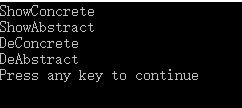 ShowConcrete
ShowAbstract
DeConcrete
DeAbstract
Press any key to continue